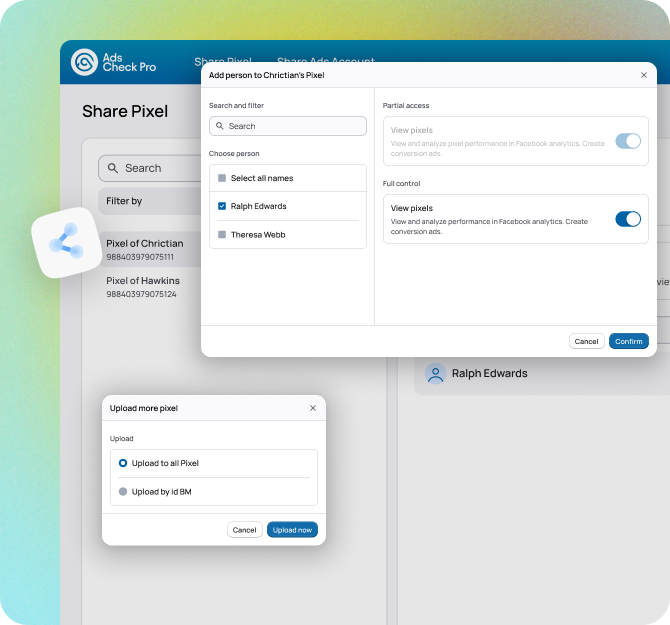 Ads
Check Pro
Share Pixel
Share Ads Account
Share Pixel
Search
Filter by
Pixel of Chrictian
988403979075111
Pixel of Hawkins
988403979075124
Add person to Chrictian's Pixel
Search and filter
Search
Choose person
Select all names
Ralph Edwards
Theresa Webb
Partial access
View pixels
View and analyze pixel performance in Facebook analytics. Create
conversion ads.
Full control
View pixels
View and analyze performance in Facebook analytics. Create
conversion ads.
Cancel
Confirm
Ralph Edwards
Upload more pixel
Upload
Upload to all Pixel
Upload by id BM
Cancel
Upload now